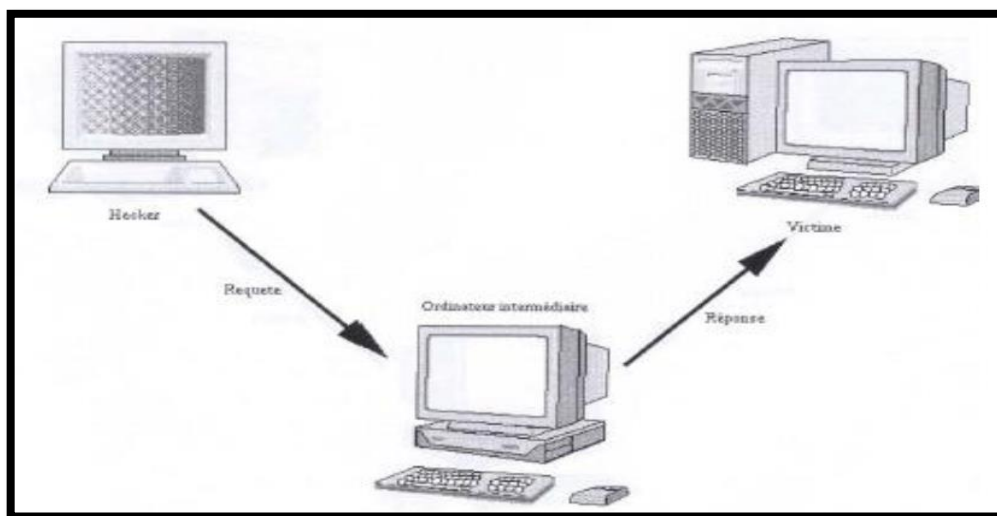 Hacker
Victime
Requete
Ordinateur intermédiaire
Réponse